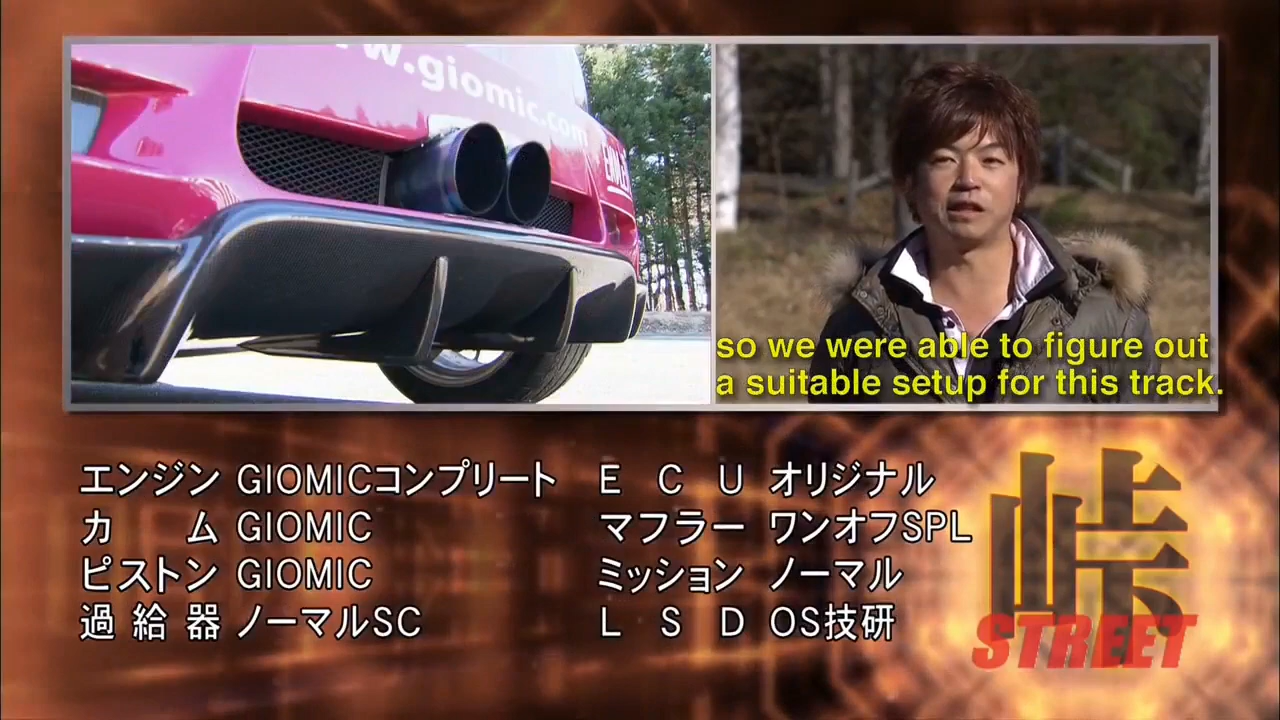 w.giomic.com
ENDLESS
so we were able to figure out
a suitable setup for this track.
エンジン GIOMICコンプリート
カム GIOMIC
ピストン GIOMIC
過給器 ノーマルSC
ECU オリジナル
マフラー ワンオフSPL
ミッション ノーマル
LSD OS技研
峠
STREET